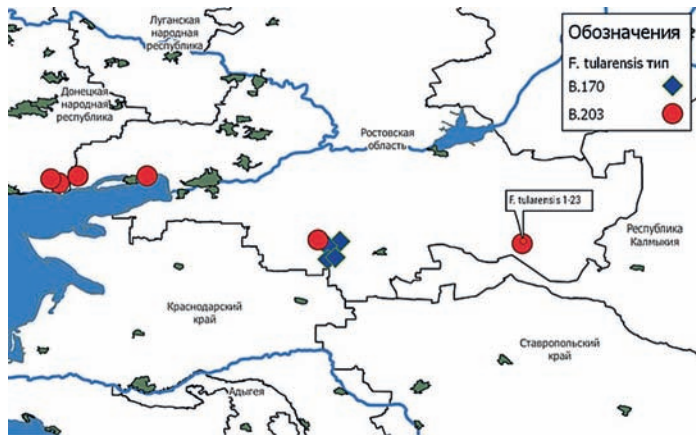 Луганская
народная
республика
Донецкая
народная
республика
Ростовская
область
Обозначения
F. tularensis тип
B.170
B.203
F. tularensis 1-23
Республика
Калмыкия
Краснодарский
край
Ставропольский
край
Адыгея